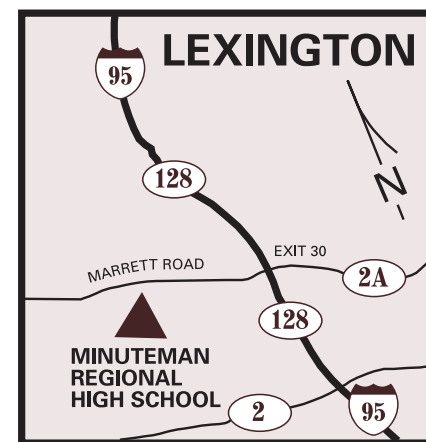 LEXINGTON
95
128
N
EXIT 30
MARRETT ROAD
2A
128
MINUTEMAN
REGIONAL
HIGH SCHOOL
2
95